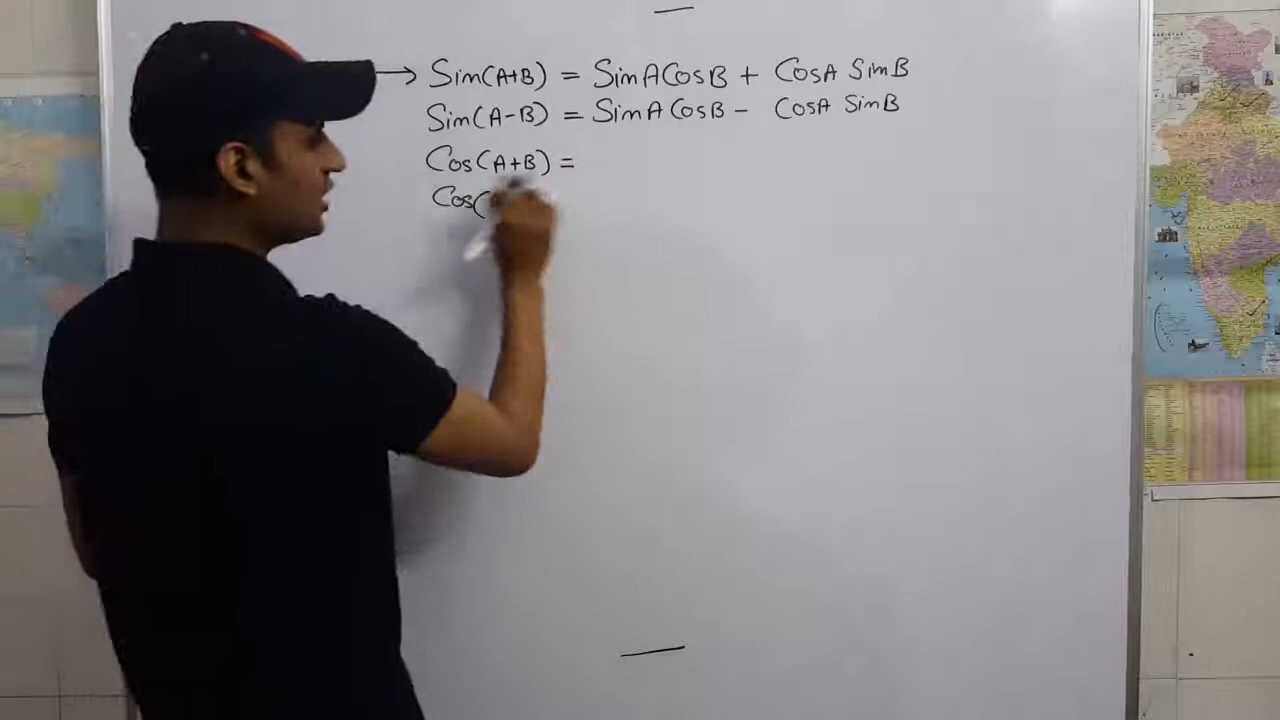 → Sin(A+B) = SinA CosB + CosA SinB
Sin(A-B) = SinA CosB - CosA SinB
Cos(A+B) =
Cos(